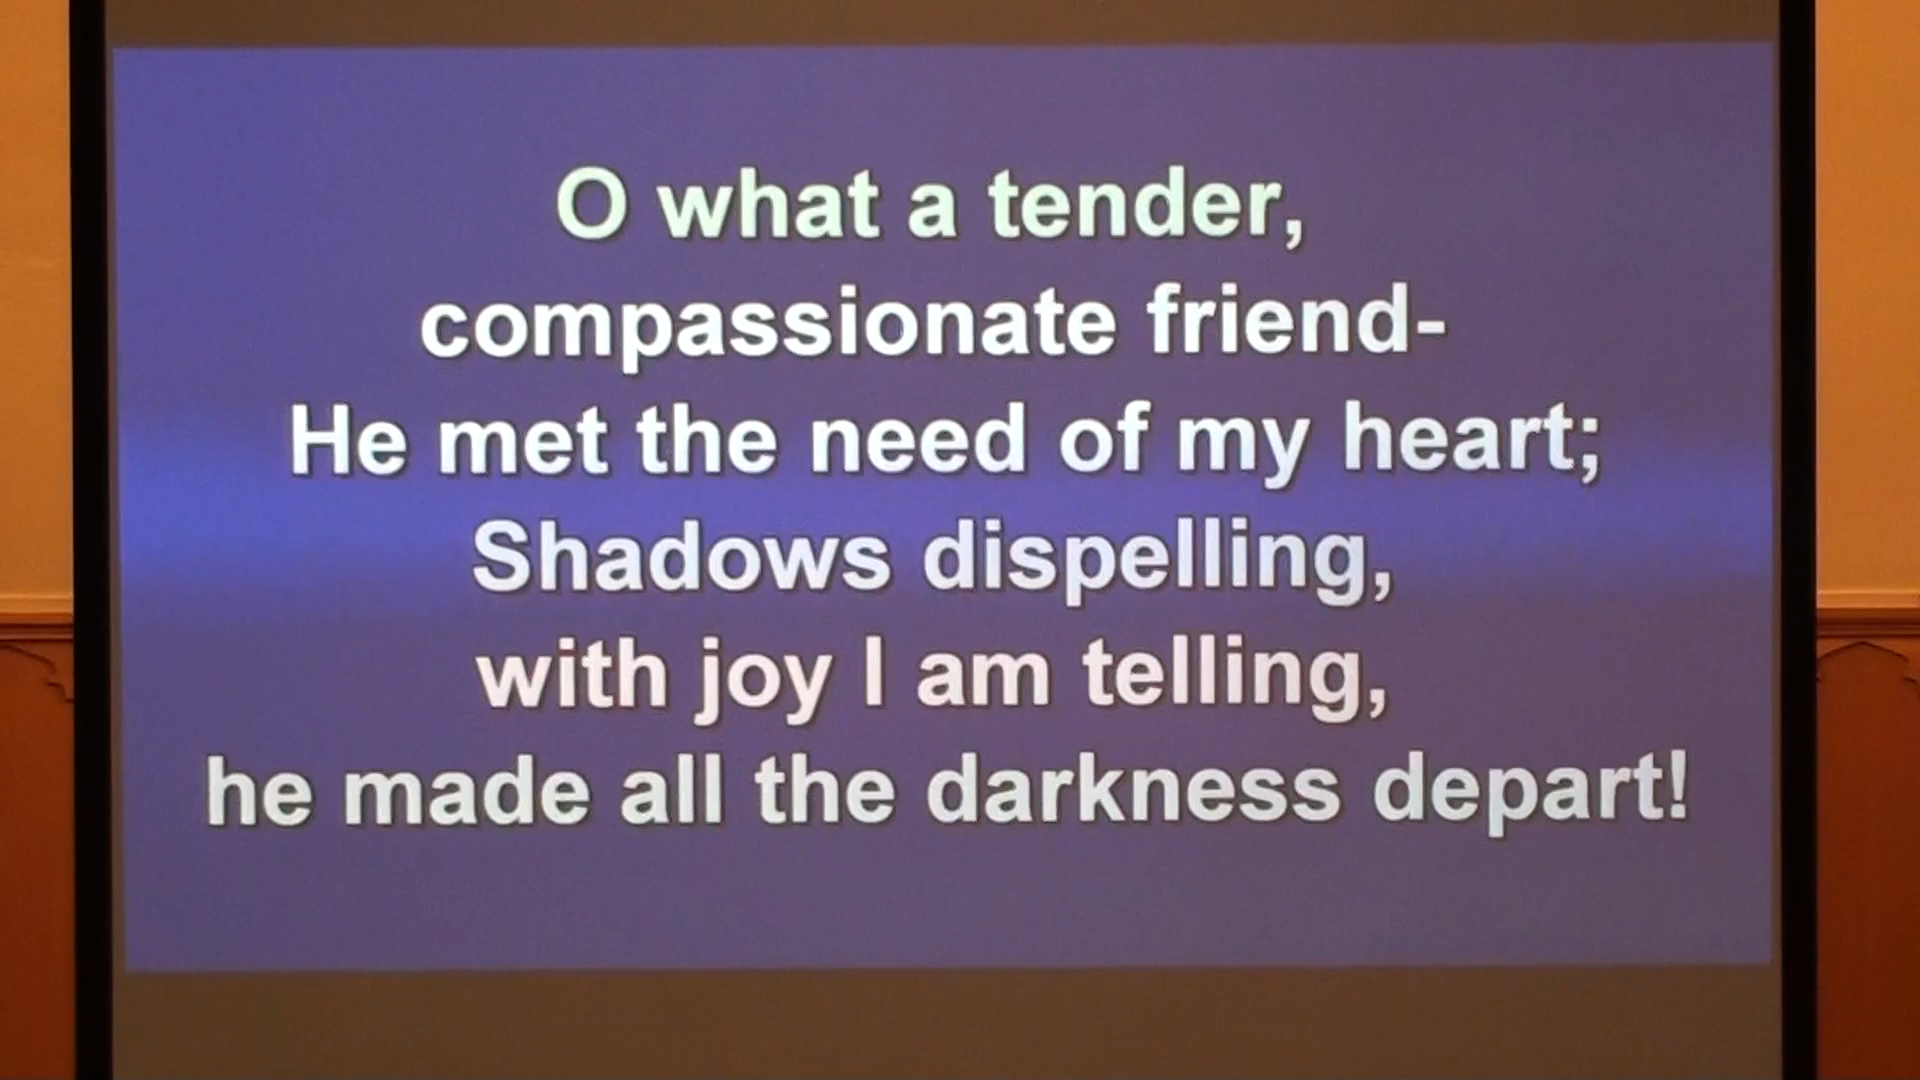 O what a tender,
compassionate friend-
He met the need of my heart;
Shadows dispelling,
with joy I am telling,
he made all the darkness depart!